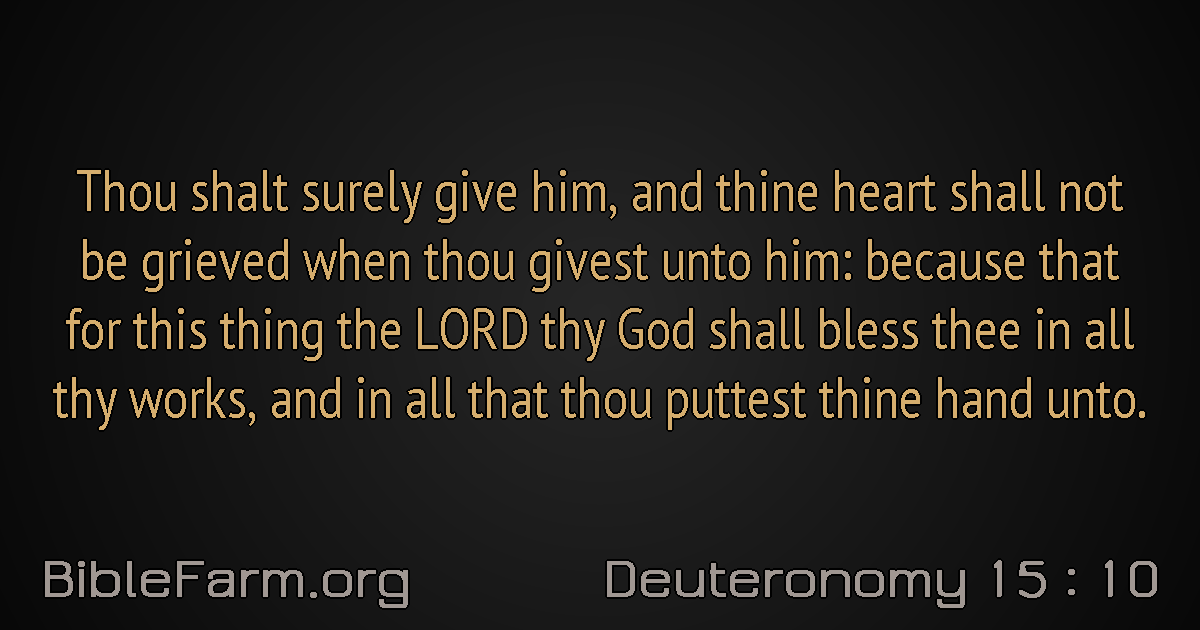 Thou shalt surely give him, and thine heart shall not
be grieved when thou givest unto him: because that
for this thing the LORD thy God shall bless thee in all
thy works, and in all that thou puttest thine hand unto.
BibleFarm.org
Deuteronomy 15 : 10